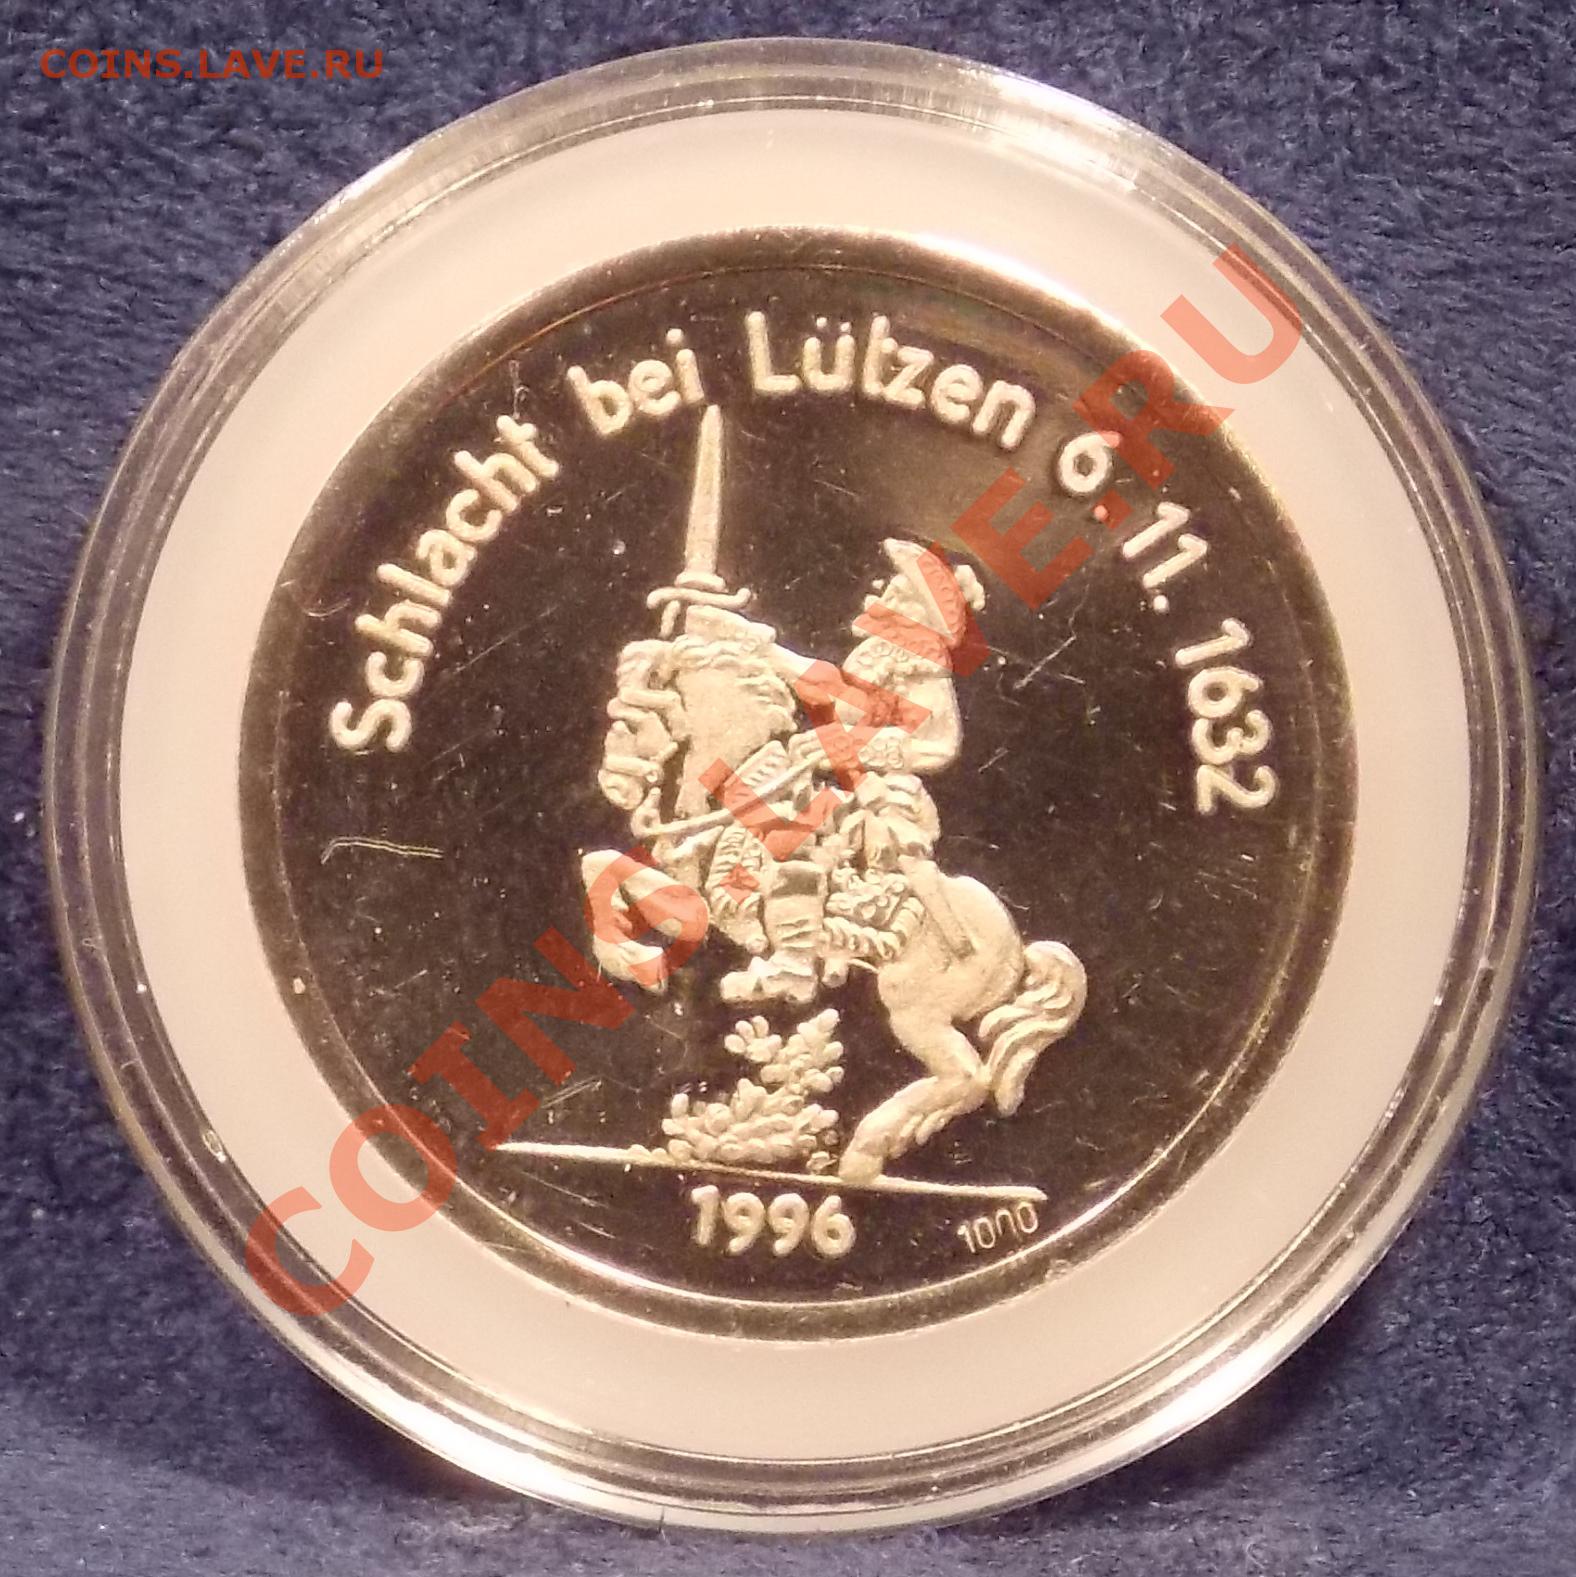 COINS.LAVE.RU
Schlacht bei Lützen 6.11.1632
COINS.LAVE.RU
1996
1000